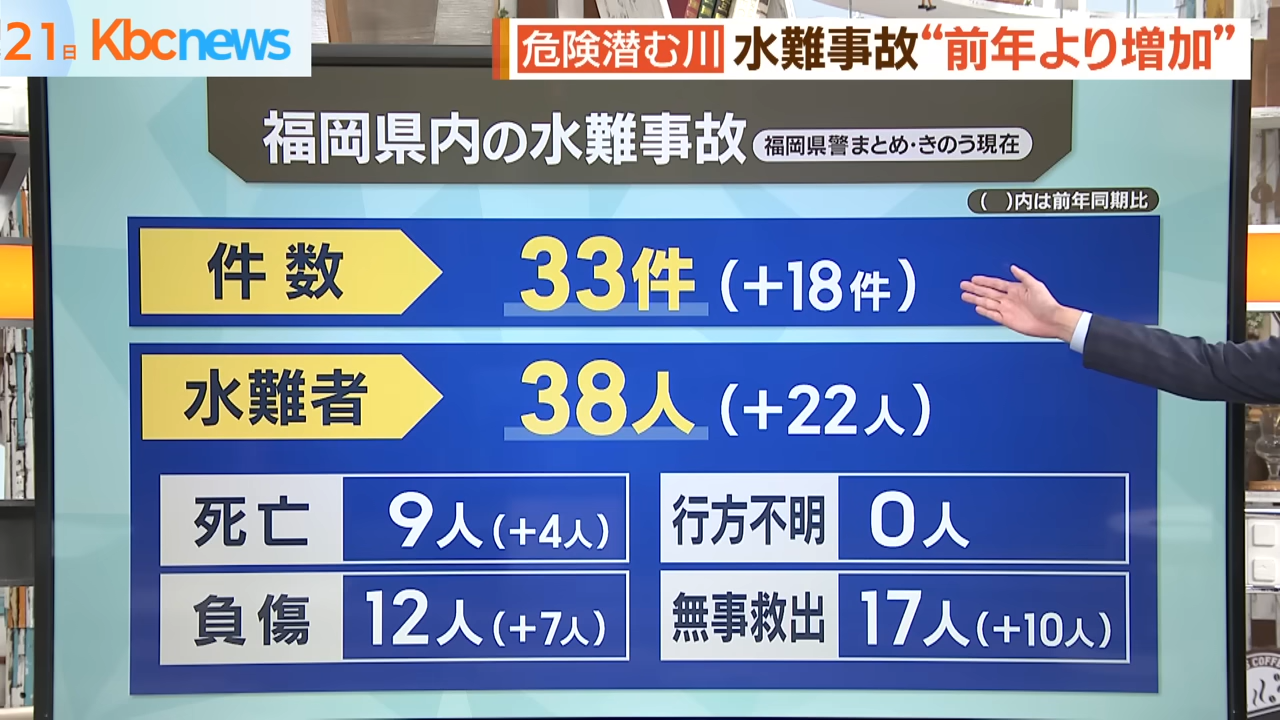 21日 Kbcnews
危険潜む川 水難事故“前年より増加”
福岡県内の水難事故 福岡県警まとめ・きのう現在
( )内は前年同期比
件数 33件 (+18件)
水難者 38人 (+22人)
死亡 9人 (+4人)
行方不明 0人
負傷 12人 (+7人)
無事救出 17人 (+10人)
COFF